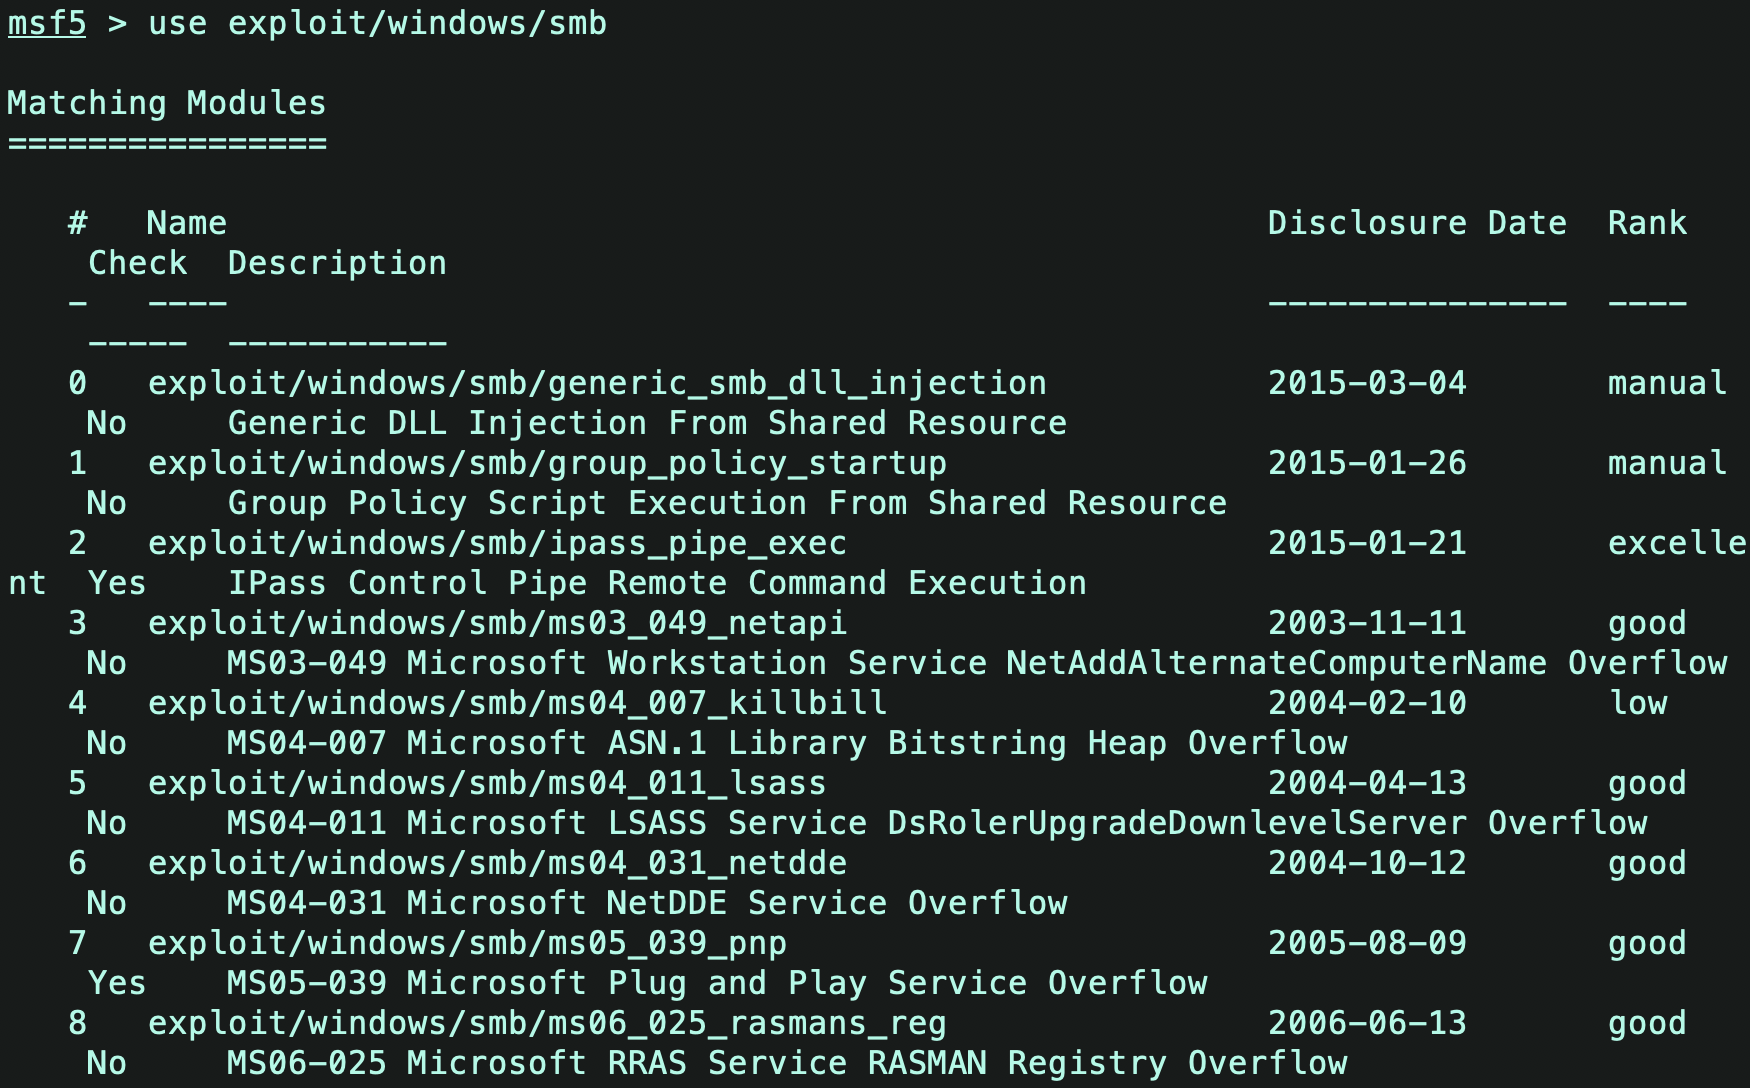 msf5 > use exploit/windows/smb
Matching Modules
================
# Name Disclosure Date Rank
Check Description
- ---- --------------- ----
----- -----------
0 exploit/windows/smb/generic_smb_dll_injection 2015-03-04 manual
No Generic DLL Injection From Shared Resource
1 exploit/windows/smb/group_policy_startup 2015-01-26 manual
No Group Policy Script Execution From Shared Resource
2 exploit/windows/smb/ipass_pipe_exec 2015-01-21 excelle
nt Yes IPass Control Pipe Remote Command Execution
3 exploit/windows/smb/ms03_049_netapi 2003-11-11 good
No MS03-049 Microsoft Workstation Service NetAddAlternateComputerName Overflow
4 exploit/windows/smb/ms04_007_killbill 2004-02-10 low
No MS04-007 Microsoft ASN.1 Library Bitstring Heap Overflow
5 exploit/windows/smb/ms04_011_lsass 2004-04-13 good
No MS04-011 Microsoft LSASS Service DsRolerUpgradeDownlevelServer Overflow
6 exploit/windows/smb/ms04_031_netdde 2004-10-12 good
No MS04-031 Microsoft NetDDE Service Overflow
7 exploit/windows/smb/ms05_039_pnp 2005-08-09 good
Yes MS05-039 Microsoft Plug and Play Service Overflow
8 exploit/windows/smb/ms06_025_rasmans_reg 2006-06-13 good
No MS06-025 Microsoft RRAS Service RASMAN Registry Overflow